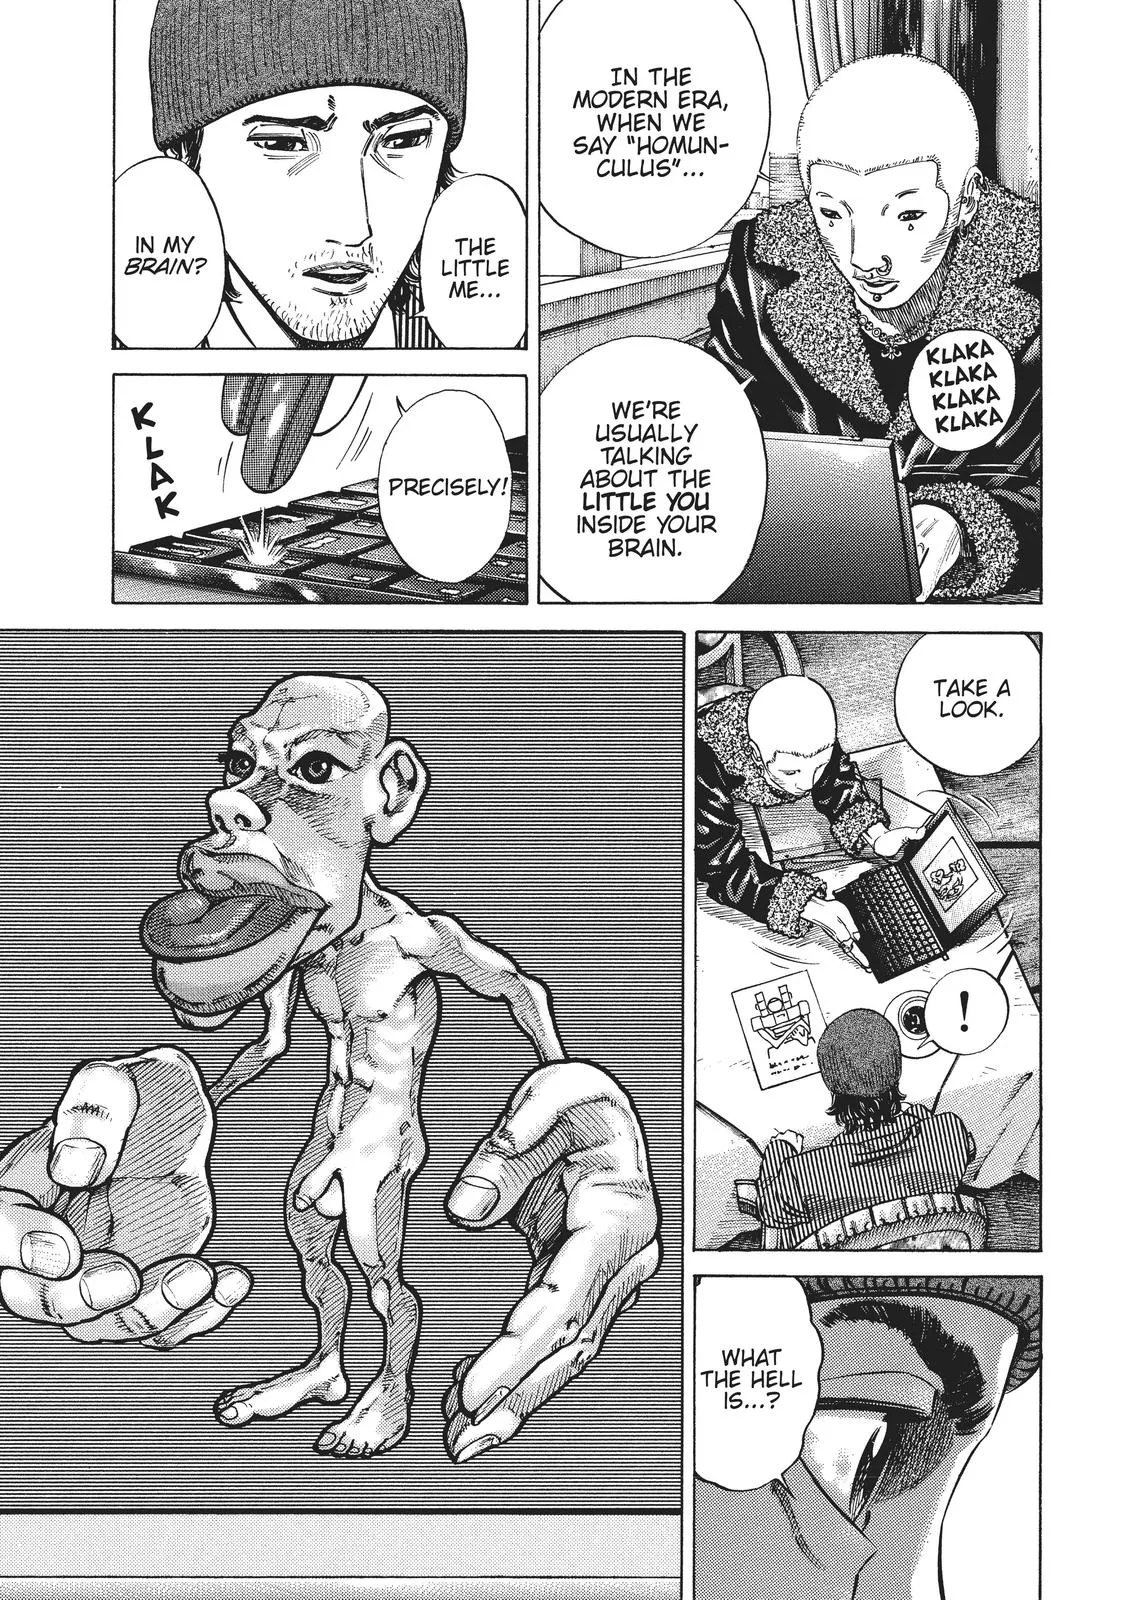 IN THE
MODERN ERA,
WHEN WE
SAY "HOMUN-
CULUS"...
KLAKA
KLAKA
KLAKA
KLAKA
WE'RE
USUALLY
TALKING
ABOUT THE
LITTLE YOU
INSIDE YOUR
BRAIN.
THE
LITTLE
ME...
IN MY
BRAIN?
PRECISELY!
KLAK
TAKE A
LOOK.
!
WHAT
THE HELL
IS...?